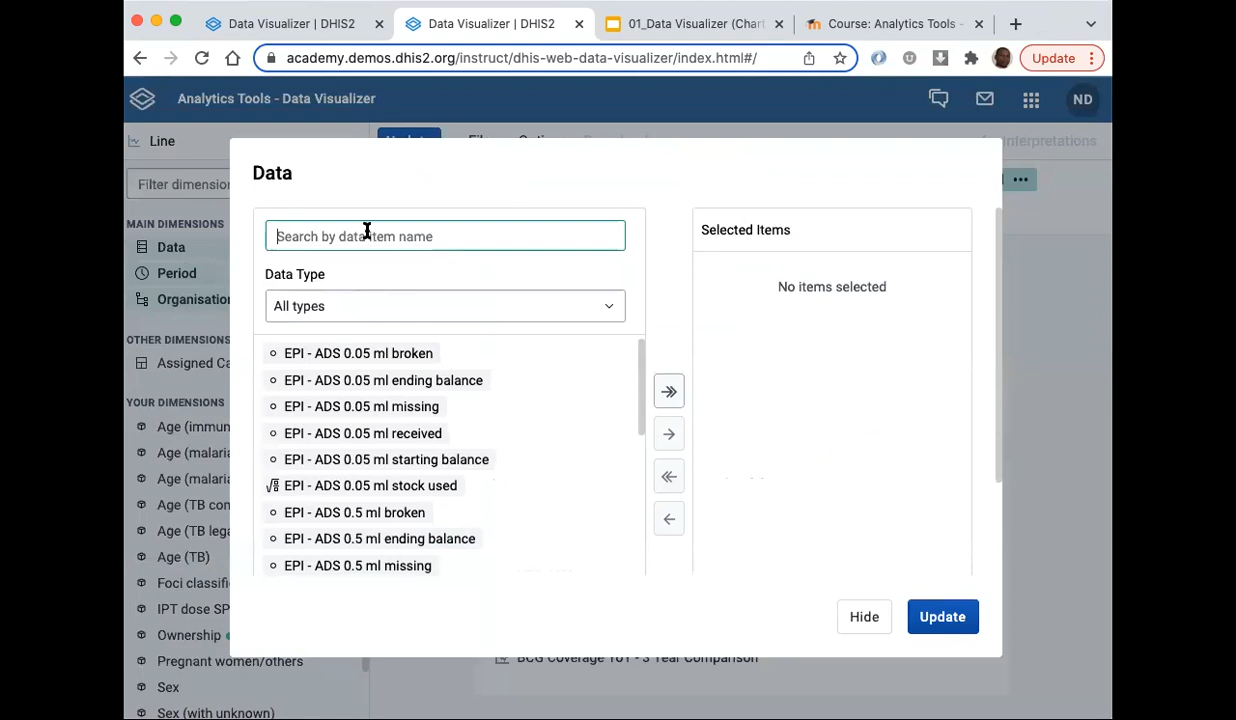 Data Visualizer | DHIS2
Data Visualizer | DHIS2
01_Data Visualizer (Char
Course: Analytics Tools -
academy.demos.dhis2.org/instruct/dhis-web-data-visualizer/index.html#/
Update
Analytics Tools - Data Visualizer
ND
Line
Interpretations
Filter dimension
MAIN DIMENSIONS
Data
Period
Organisation
OTHER DIMENSIONS
Assigned Ca
YOUR DIMENSIONS
Age (immun
Age (malaria
Age (malaria
Age (TB con
Age (TB lega
Age (TB)
Foci classifi
IPT dose SP
Ownership
Pregnant women/others
Sex
Sex (with unknown)
Data
Search by data item name
Data Type
All types
EPI - ADS 0.05 ml broken
EPI - ADS 0.05 ml ending balance
EPI - ADS 0.05 ml missing
EPI - ADS 0.05 ml received
EPI - ADS 0.05 ml starting balance
EPI - ADS 0.05 ml stock used
EPI - ADS 0.5 ml broken
EPI - ADS 0.5 ml ending balance
EPI - ADS 0.5 ml missing
Selected Items
No items selected
Hide
Update
BCG Coverage YoY - 3 Year Comparison